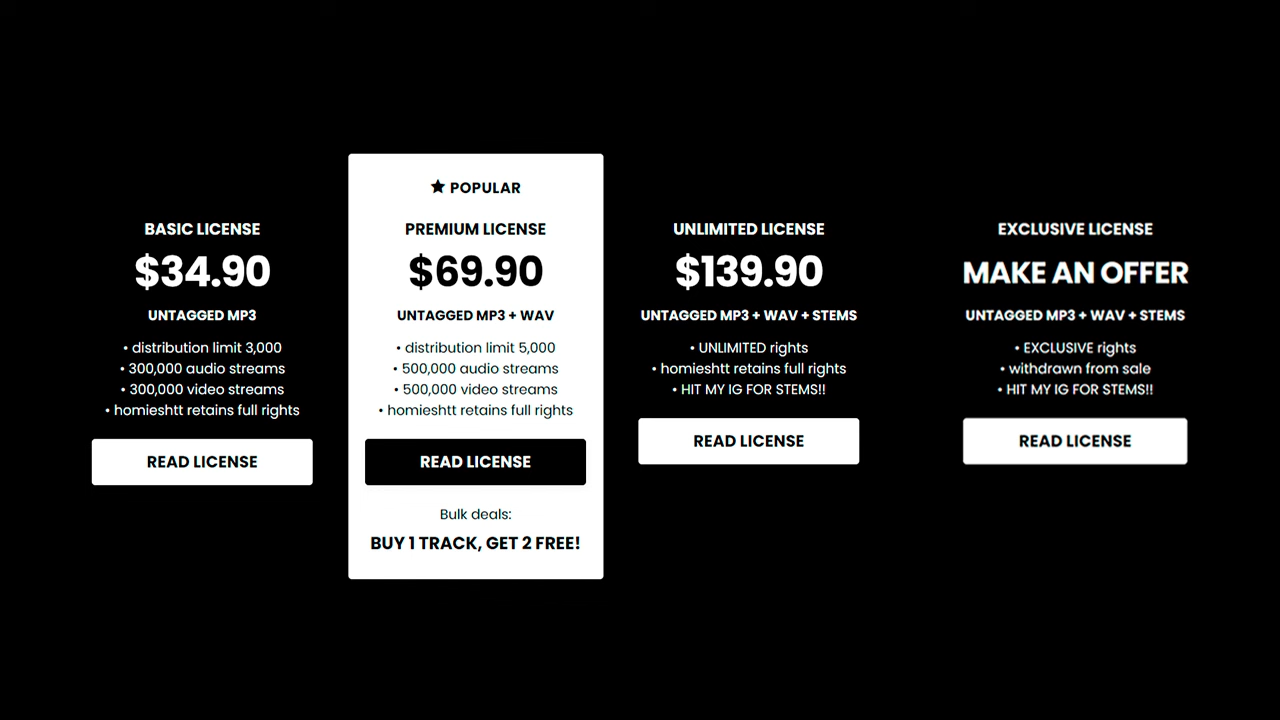 BASIC LICENSE
$34.90
UNTAGGED MP3
• distribution limit 3,000
• 300,000 audio streams
• 300,000 video streams
• homieshtt retains full rights
READ LICENSE
POPULAR
PREMIUM LICENSE
$69.90
UNTAGGED MP3 + WAV
• distribution limit 5,000
• 500,000 audio streams
• 500,000 video streams
• homieshtt retains full rights
READ LICENSE
Bulk deals:
BUY 1 TRACK, GET 2 FREE!
UNLIMITED LICENSE
$139.90
UNTAGGED MP3 + WAV + STEMS
• UNLIMITED rights
• homieshtt retains full rights
• HIT MY IG FOR STEMS!!
READ LICENSE
EXCLUSIVE LICENSE
MAKE AN OFFER
UNTAGGED MP3 + WAV + STEMS
• EXCLUSIVE rights
• withdrawn from sale
• HIT MY IG FOR STEMS!!
READ LICENSE